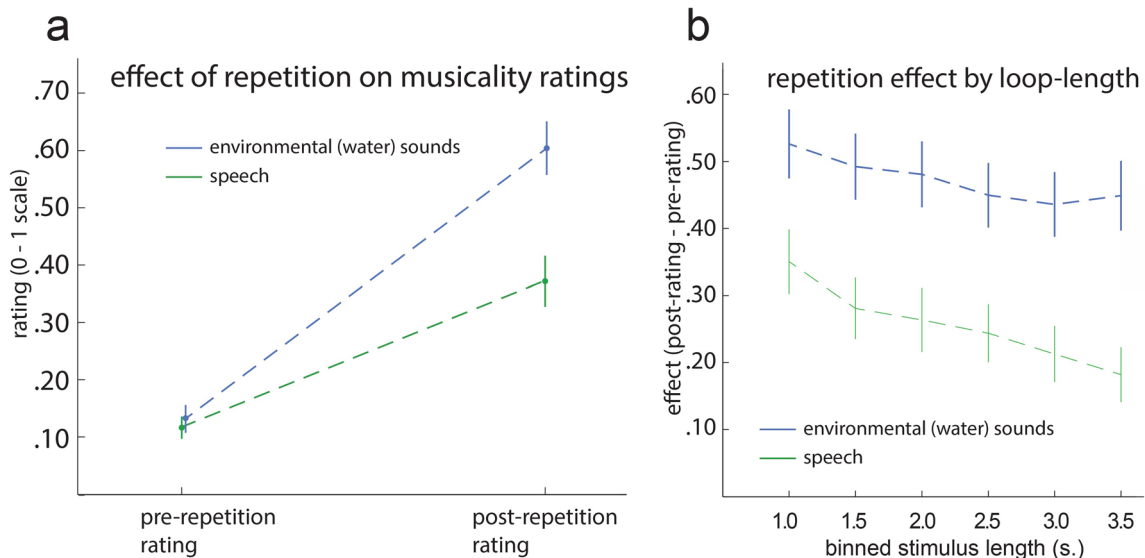 a
effect of repetition on musicality ratings
environmental (water) sounds
speech
rating (0 - 1 scale)
.70
.60
.50
.40
.30
.20
.10
pre-repetition
rating
post-repetition
rating
b
repetition effect by loop-length
effect (post-rating - pre-rating)
.60
.50
.40
.30
.20
.10
environmental (water) sounds
speech
1.0 1.5 2.0 2.5 3.0 3.5
binned stimulus length (s.)